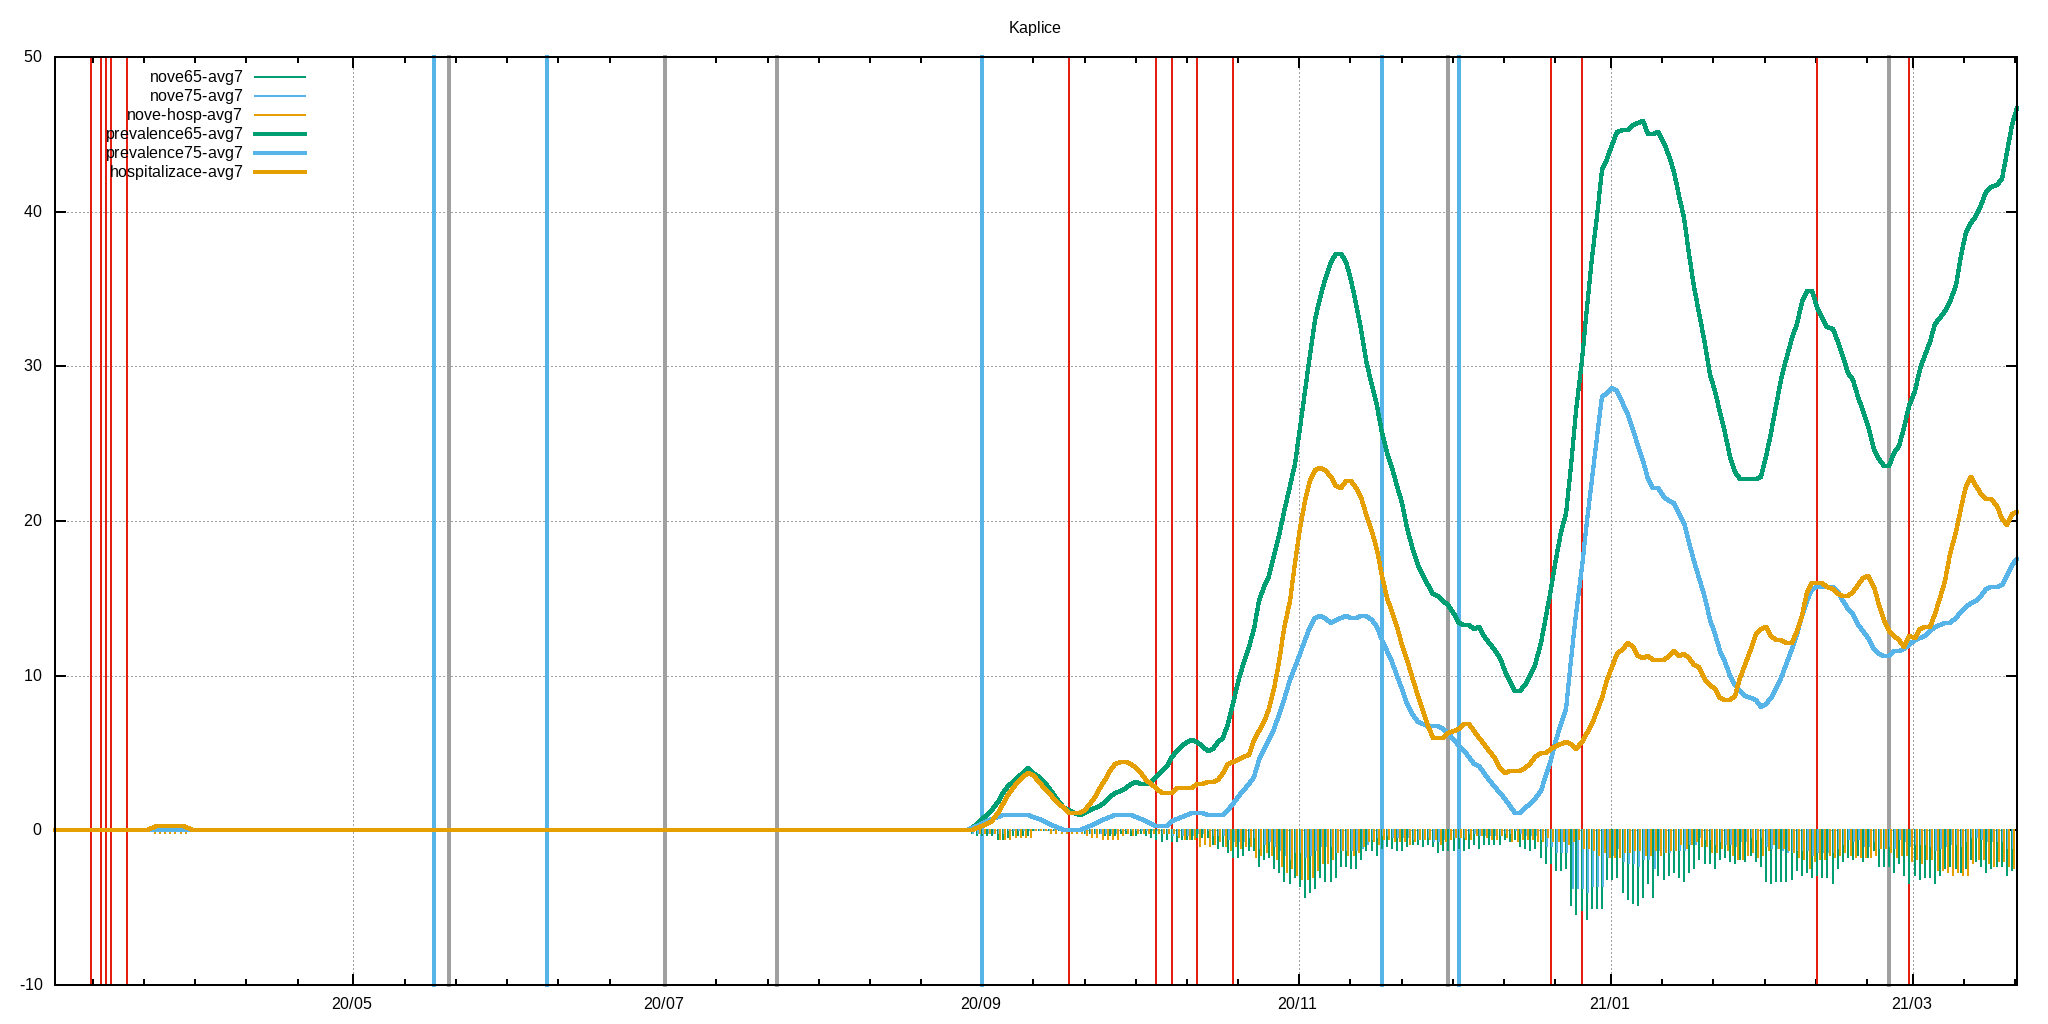 Kaplice
50
nove65-avg7
nove75-avg7
nove-hosp-avg7
prevalence65-avg7
prevalence75-avg7
hospitalizace-avg7
40
30
20
10
0
-10
20/05 20/07 20/09 20/11 21/01 21/03